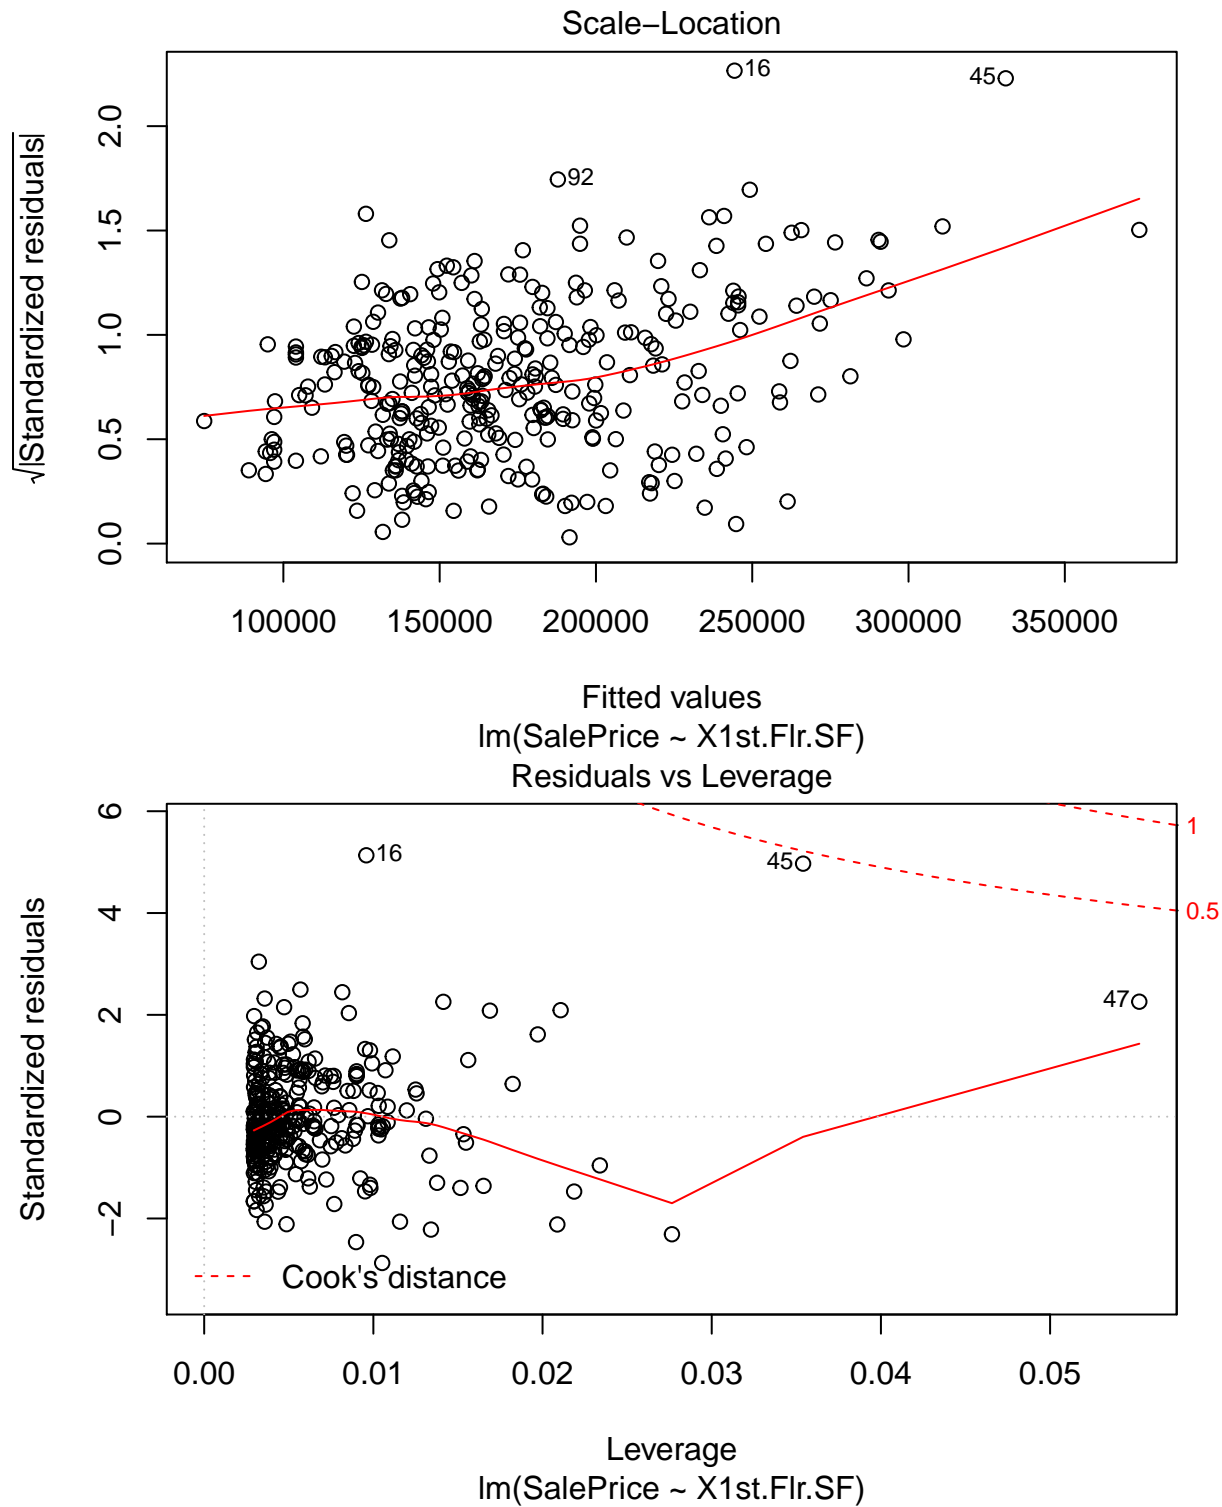 Scale−Location
√|Standardized residuals|
0.0 0.5 1.0 1.5 2.0
16
45
92
100000 150000 200000 250000 300000 350000
Fitted values
lm(SalePrice ~ X1st.Flr.SF)
Residuals vs Leverage
Standardized residuals
−2 0 2 4 6
1
16
45
0.5
47
Cook's distance
0.00 0.01 0.02 0.03 0.04 0.05
Leverage
lm(SalePrice ~ X1st.Flr.SF)